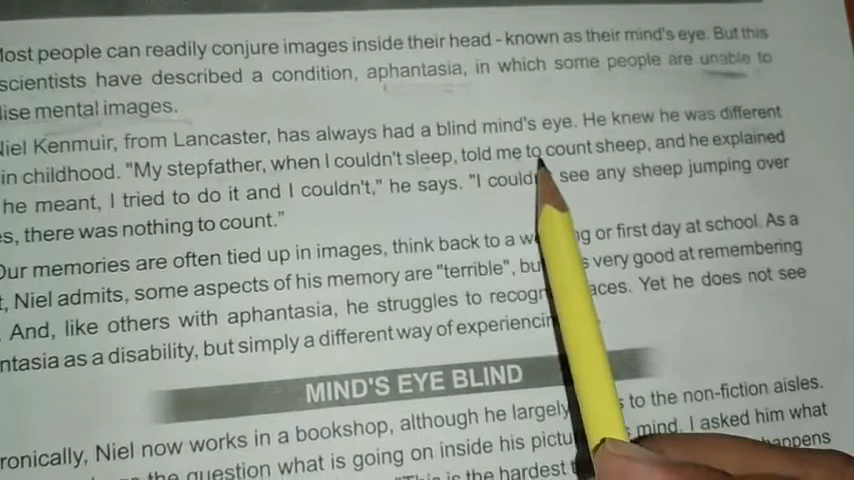 Most people can readily conjure images inside their head - known as their mind's eye. But this
scientists have described a condition, aphantasia, in which some people are unable to
lise mental images.
Niel Kenmuir, from Lancaster, has always had a blind mind's eye. He knew he was different
in childhood. "My stepfather, when I couldn't sleep, told me to count sheep, and he explained
he meant, I tried to do it and I couldn't," he says. "I couldn't see any sheep jumping over
s, there was nothing to count."
Our memories are often tied up in images, think back to a or first day at school. As a
t, Niel admits, some aspects of his memory are "terrible", but very good at remembering
And, like others with aphantasia, he struggles to recogn aces. Yet he does not see
ntasia as a disability, but simply a different way of experiencin
MIND'S EYE BLIND
ronically, Niel now works in a bookshop, although he largely to the non-fiction aisles.
the question what is going on inside his pictu mind. I asked him what
"This is the hardest happens